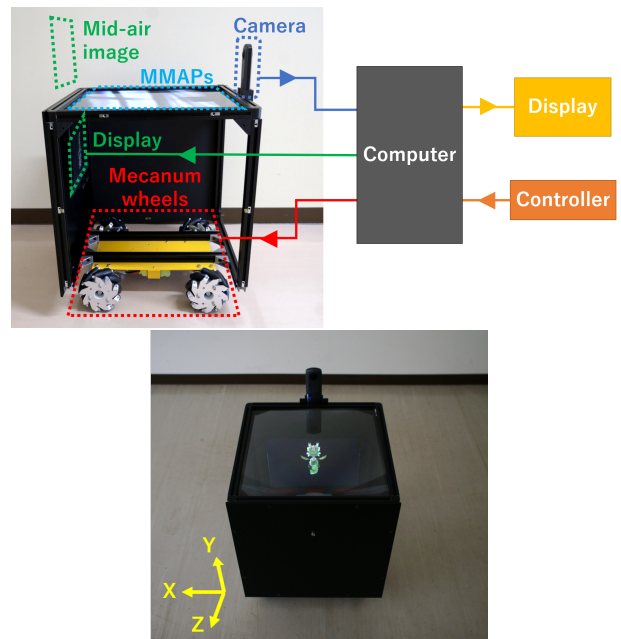 Mid-air
image
Camera
MMAPs
Display
Mecanum
wheels
Computer
Display
Controller
Y
X
Z